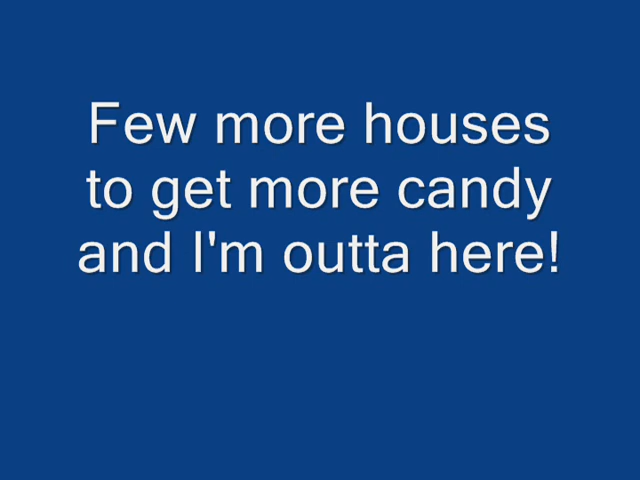 Few more houses
to get more candy
and I'm outta here!